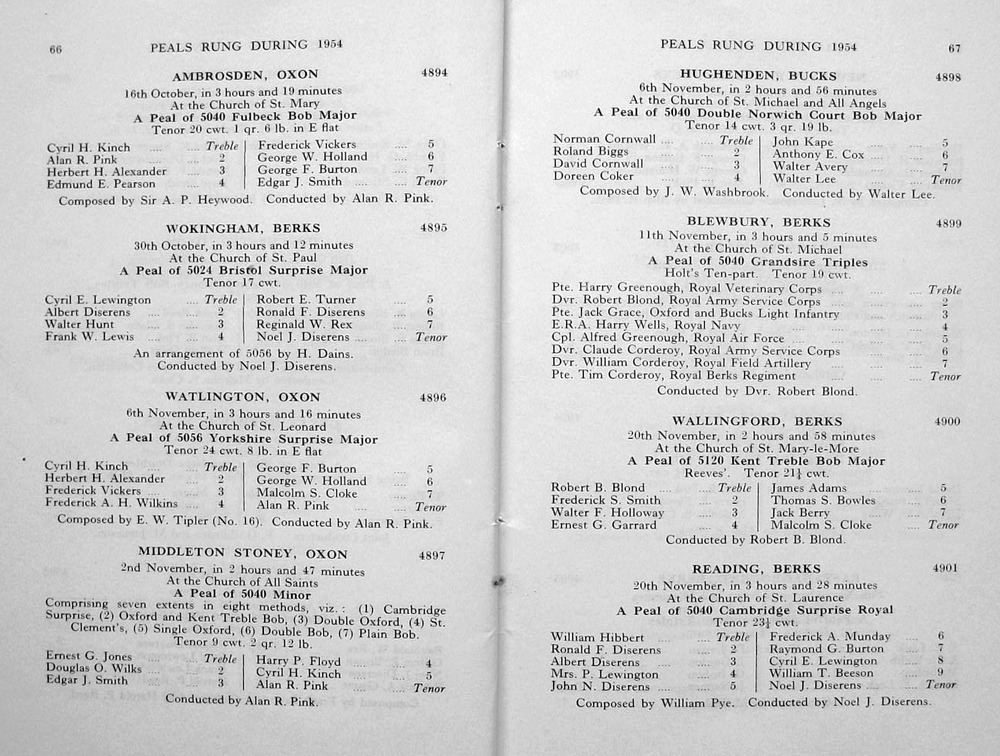 66
PEALS RUNG DURING 1954
AMBROSDEN, OXON 4894
16th October, in 3 hours and 19 minutes
At the Church of St. Mary
A Peal of 5040 Fulbeck Bob Major
Tenor 20 cwt. 1 qr. 6 lb. in E flat
Cyril H. Kinch .... .... Treble | Frederick Vickers .... 5
Alan R. Pink .... .... 2 | George W. Holland .... 6
Herbert H. Alexander .... 3 | George F. Burton .... 7
Edmund E. Pearson .... 4 | Edgar J. Smith .... .... Tenor
Composed by Sir A. P. Heywood. Conducted by Alan R. Pink.
WOKINGHAM, BERKS 4895
30th October, in 3 hours and 12 minutes
At the Church of St. Paul
A Peal of 5024 Bristol Surprise Major
Tenor 17 cwt.
Cyril E. Lewington .... Treble | Robert E. Turner .... 5
Albert Diserens .... .... 2 | Ronald F. Diserens .... 6
Walter Hunt .... .... 3 | Reginald W. Rex .... 7
Frank W. Lewis .... .... 4 | Noel J. Diserens .... .... Tenor
An arrangement of 5056 by H. Dains.
Conducted by Noel J. Diserens.
WATLINGTON, OXON 4896
6th November, in 3 hours and 16 minutes
At the Church of St. Leonard
A Peal of 5056 Yorkshire Surprise Major
Tenor 24 cwt. 8 lb. in E flat
Cyril H. Kinch .... .... Treble | George F. Burton .... 5
Herbert H. Alexander .... 2 | George W. Holland .... 6
Frederick Vickers .... 3 | Malcolm S. Cloke .... 7
Frederick A. H. Wilkins .... 4 | Alan R. Pink .... .... Tenor
Composed by E. W. Tipler (No. 16). Conducted by Alan R. Pink.
MIDDLETON STONEY, OXON 4897
2nd November, in 2 hours and 47 minutes
At the Church of All Saints
A Peal of 5040 Minor
Comprising seven extents in eight methods, viz. : (1) Cambridge
Surprise, (2) Oxford and Kent Treble Bob, (3) Double Oxford, (4) St.
Clement's, (5) Single Oxford, (6) Double Bob, (7) Plain Bob.
Tenor 9 cwt. 2 qr. 12 lb.
Ernest G. Jones .... .... Treble | Harry P. Floyd .... .... 4
Douglas O. Wilks .... .... 2 | Cyril H. Kinch .... .... 5
Edgar J. Smith .... .... 3 | Alan R. Pink .... .... Tenor
Conducted by Alan R. Pink.
PEALS RUNG DURING 1954
67
HUGHENDEN, BUCKS 4898
6th November, in 2 hours and 56 minutes
At the Church of St. Michael and All Angels
A Peal of 5040 Double Norwich Court Bob Major
Tenor 14 cwt. 3 qr. 19 lb.
Norman Cornwall .... .... Treble | John Kape .... .... 5
Roland Biggs .... .... 2 | Anthony E. Cox .... .... 6
David Cornwall .... .... 3 | Walter Avery .... .... 7
Doreen Coker .... .... 4 | Walter Lee .... .... Tenor
Composed by J. W. Washbrook. Conducted by Walter Lee.
BLEWBURY, BERKS 4899
11th November, in 3 hours and 5 minutes
At the Church of St. Michael
A Peal of 5040 Grandsire Triples
Holt's Ten-part. Tenor 19 cwt.
Pte. Harry Greenough, Royal Veterinary Corps .... .... Treble
Dvr. Robert Blond, Royal Army Service Corps .... .... 2
Pte. Jack Grace, Oxford and Bucks Light Infantry .... .... 3
E.R.A. Harry Wells, Royal Navy .... .... .... 4
Cpl. Alfred Greenough, Royal Air Force .... .... .... 5
Dvr. Claude Corderoy, Royal Army Service Corps .... .... 6
Dvr. William Corderoy, Royal Field Artillery .... .... 7
Pte. Tim Corderoy, Royal Berks Regiment .... .... .... Tenor
Conducted by Dvr. Robert Blond.
WALLINGFORD, BERKS 4900
20th November, in 2 hours and 58 minutes
At the Church of St. Mary-le-More
A Peal of 5120 Kent Treble Bob Major
Reeves'. Tenor 21½ cwt.
Robert B. Blond .... .... Treble | James Adams .... .... 5
Frederick S. Smith .... 2 | Thomas S. Bowles .... 6
Walter F. Holloway .... 3 | Jack Berry .... .... 7
Ernest G. Garrard .... 4 | Malcolm S. Cloke .... Tenor
Conducted by Robert B. Blond.
READING, BERKS 4901
20th November, in 3 hours and 28 minutes
At the Church of St. Laurence
A Peal of 5040 Cambridge Surprise Royal
Tenor 23½ cwt.
William Hibbert .... .... Treble | Frederick A. Munday .... 6
Ronald F. Diserens .... 2 | Raymond G. Burton .... 7
Albert Diserens .... .... 3 | Cyril E. Lewington .... 8
Mrs. P. Lewington .... 4 | William T. Beeson .... 9
John N. Diserens .... .... 5 | Noel J. Diserens .... .... Tenor
Composed by William Pye. Conducted by Noel J. Diserens.